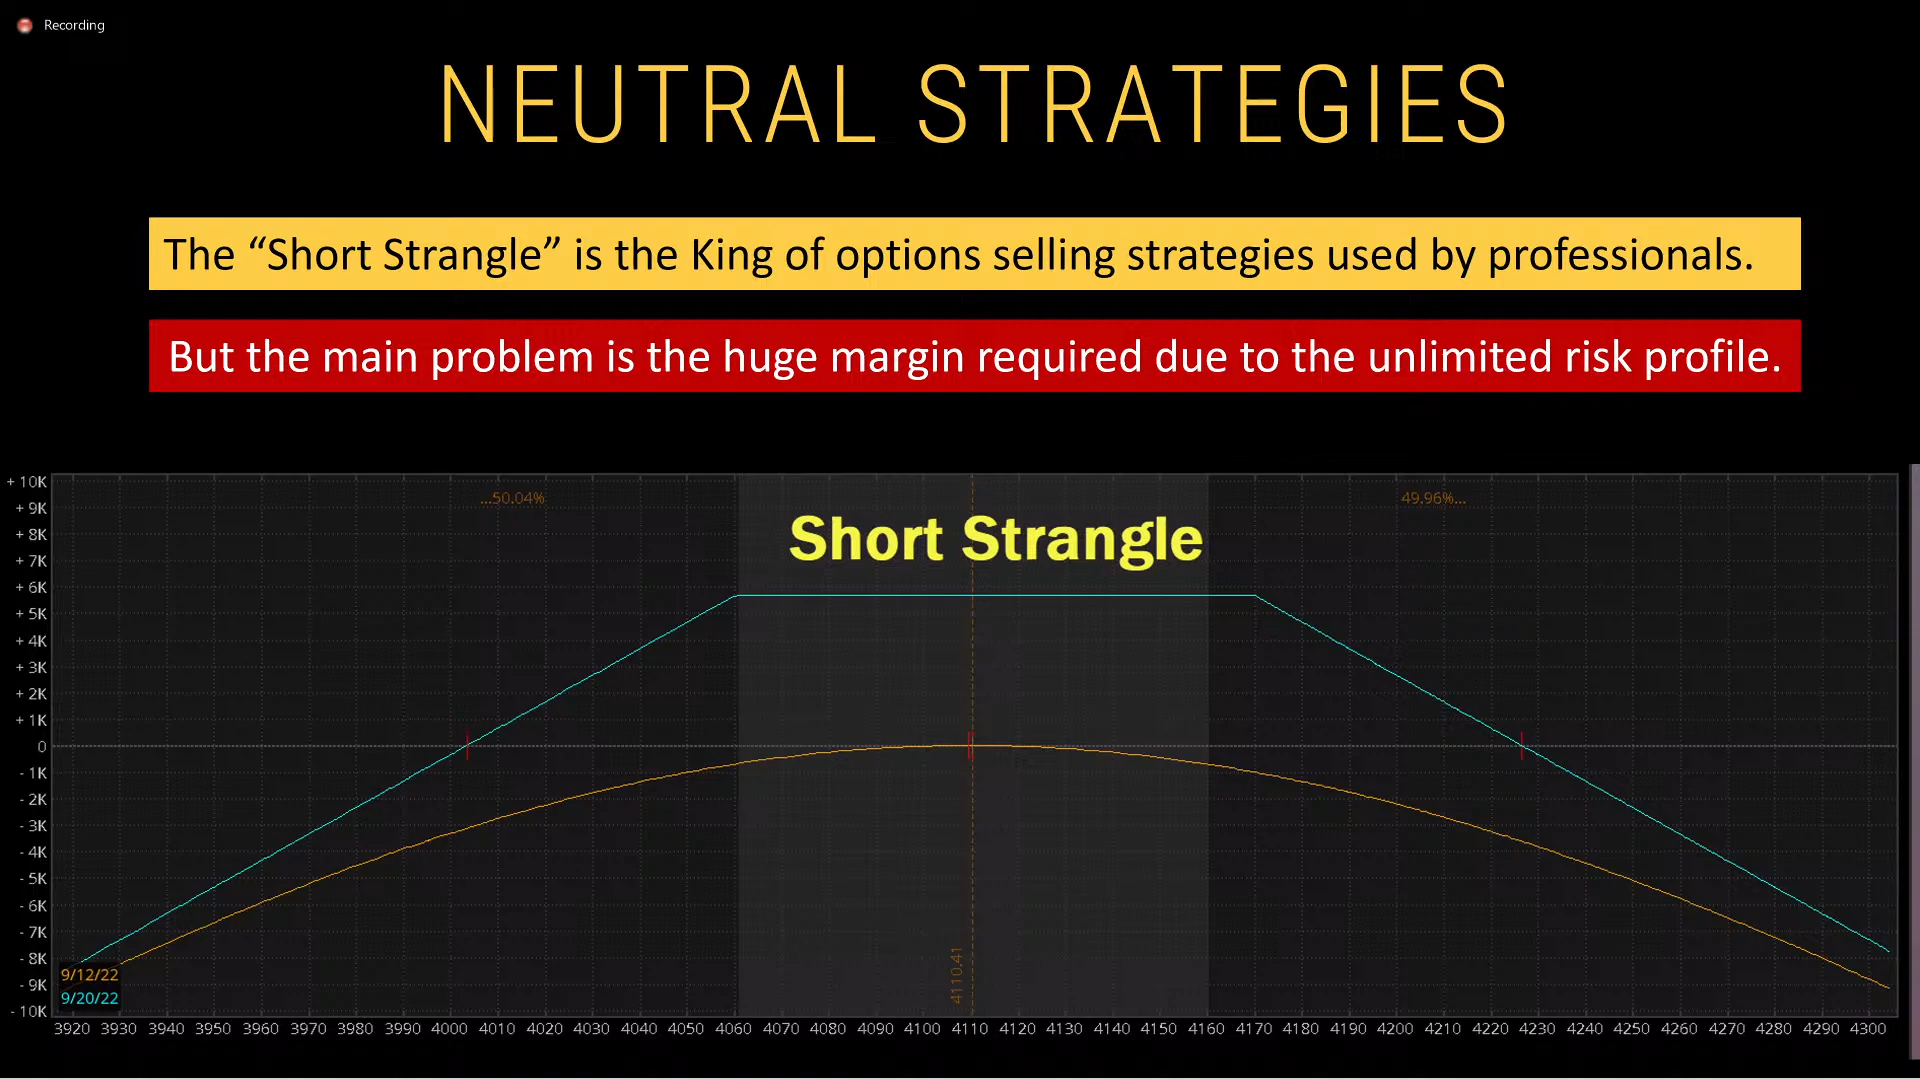 Recording
NEUTRAL STRATEGIES
The “Short Strangle” is the King of options selling strategies used by professionals.
But the main problem is the huge margin required due to the unlimited risk profile.
+ 10K
...50.04%
49.96%...
+ 9K
Short Strangle
+ 8K
+ 7K
+ 6K
+ 5K
+ 4K
+ 3K
+ 2K
+ 1K
0
- 1K
- 2K
- 3K
- 4K
- 5K
- 6K
- 7K
- 8K
- 9K
- 10K
4110.41
9/12/22
9/20/22
3920 3930 3940 3950 3960 3970 3980 3990 4000 4010 4020 4030 4040 4050 4060 4070 4080 4090 4100 4110 4120 4130 4140 4150 4160 4170 4180 4190 4200 4210 4220 4230 4240 4250 4260 4270 4280 4290 4300